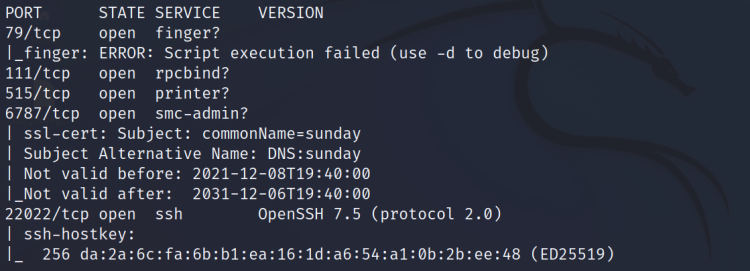 PORT      STATE SERVICE    VERSION
79/tcp    open  finger?
|_finger: ERROR: Script execution failed (use -d to debug)
111/tcp   open  rpcbind?
515/tcp   open  printer?
6787/tcp  open  smc-admin?
| ssl-cert: Subject: commonName=sunday
| Subject Alternative Name: DNS:sunday
| Not valid before: 2021-12-08T19:40:00
|_Not valid after:  2031-12-06T19:40:00
22022/tcp open  ssh        OpenSSH 7.5 (protocol 2.0)
| ssh-hostkey:
|_  256 da:2a:6c:fa:6b:b1:ea:16:1d:a6:54:a1:0b:2b:ee:48 (ED25519)